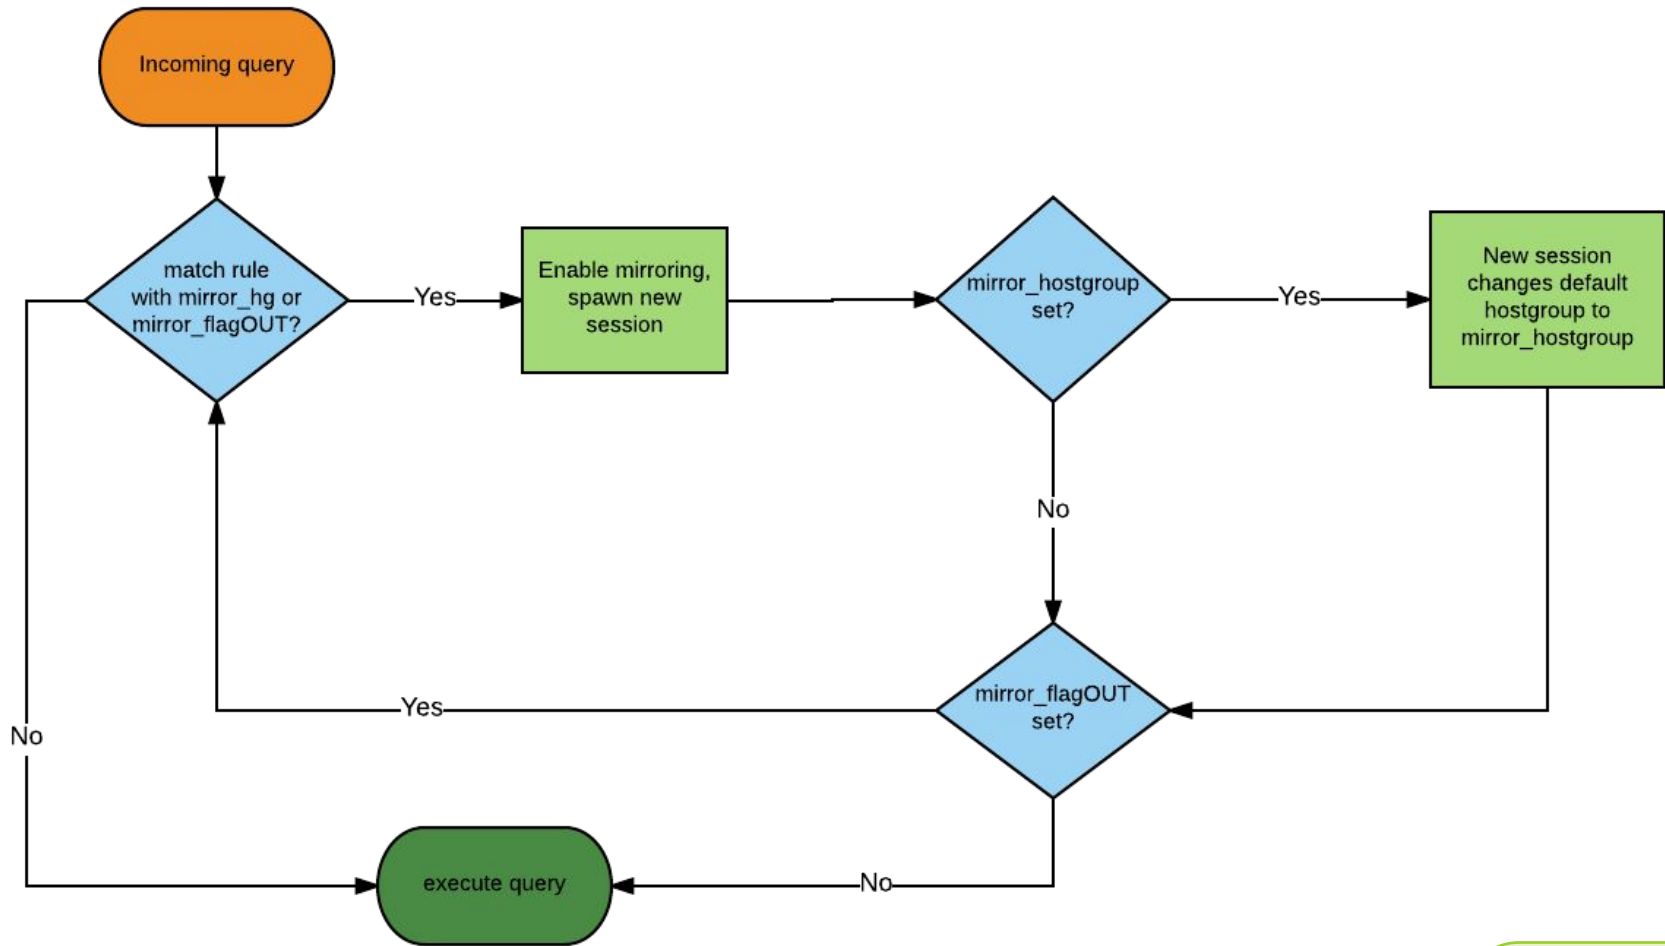 Incoming query
match rule
with mirror_hg or
mirror_flagOUT?
Yes
Enable mirroring,
spawn new
session
mirror_hostgroup
set?
Yes
New session
changes default
hostgroup to
mirror_hostgroup
No
mirror_flagOUT
set?
Yes
No
execute query
No